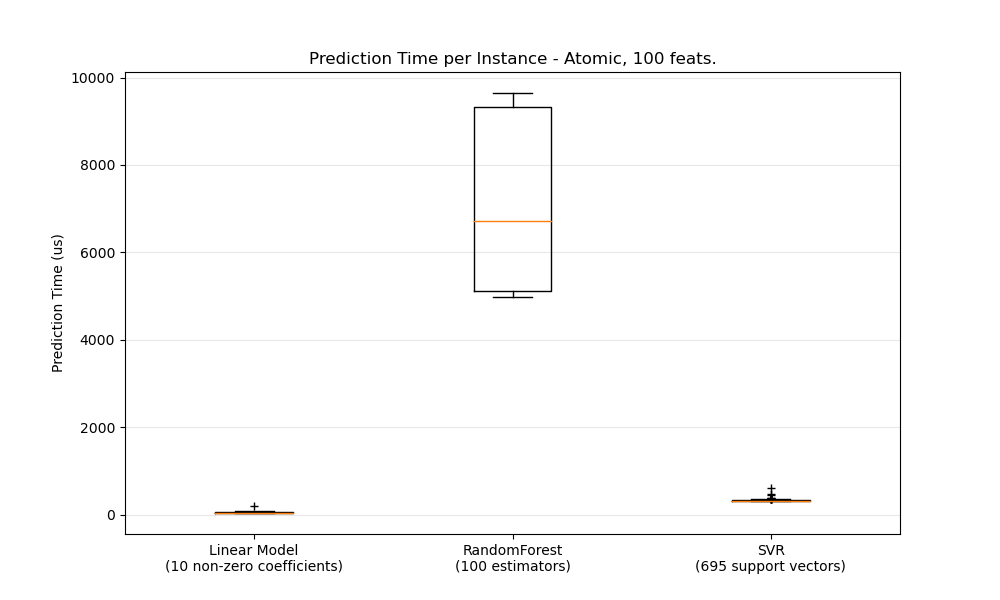 Prediction Time per Instance - Atomic, 100 feats.
10000
8000
6000
4000
2000
0
Prediction Time (us)
Linear Model
(10 non-zero coefficients)
RandomForest
(100 estimators)
SVR
(695 support vectors)